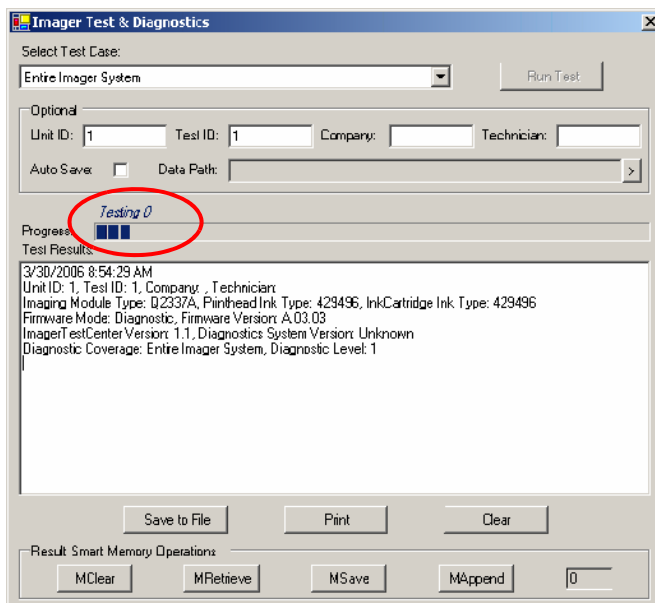 Imager Test & Diagnostics
Select Test Case:
Entire Imager System
Run Test
Optional
Unit ID: 1 Test ID: 1 Company: Technician:
Auto Save: Data Path: >
Testing 0
Progress:
Test Results:
3/30/2006 8:54:29 AM
Unit ID: 1, Test ID: 1, Company: , Technician:
Imaging Module Type: Q2337A, Printhead Ink Type: 429496, InkCartridge Ink Type: 429496
Firmware Mode: Diagnostic, Firmware Version: A.03.03
ImagerTestCenter Version: 1.1, Diagnostics System Version: Unknown
Diagnostic Coverage: Entire Imager System, Diagnostic Level: 1
Save to File Print Clear
Result Smart Memory Operations
MClear MRetrieve MSave MAppend 0